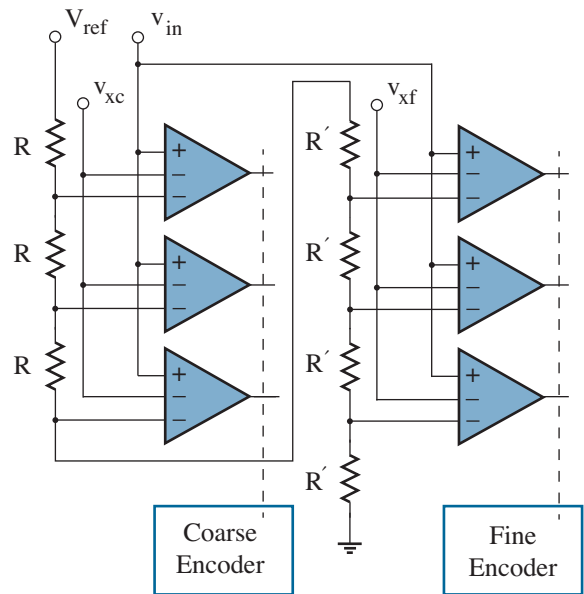 V_ref v_in
v_xc
v_xf
R
R
R
R´
R´
R´
R´
+
−
−
+
−
−
+
−
−
+
−
−
+
−
−
+
−
−
Coarse
Encoder
Fine
Encoder